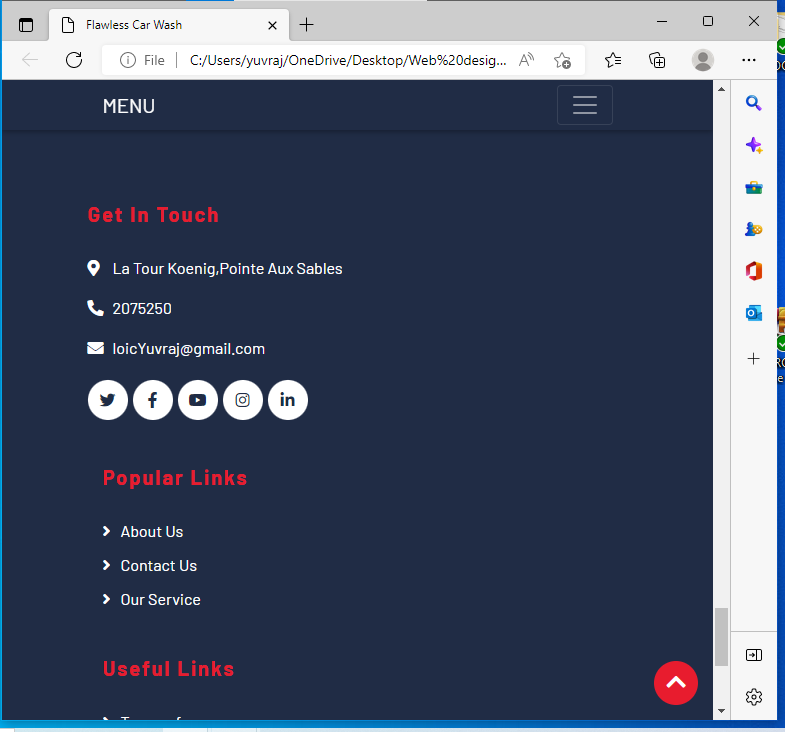 Flawless Car Wash
File
C:/Users/yuvraj/OneDrive/Desktop/Web%20desig...
MENU
Get In Touch
La Tour Koenig,Pointe Aux Sables
2075250
loicYuvraj@gmail.com
Popular Links
About Us
Contact Us
Our Service
Useful Links